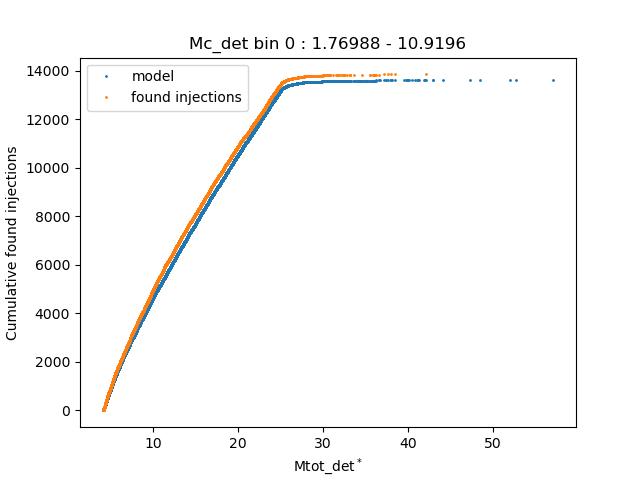 Mc_det bin 0 : 1.76988 - 10.9196
model
found injections
14000
12000
10000
8000
6000
4000
2000
0
Cumulative found injections
10 20 30 40 50
Mtot_det*